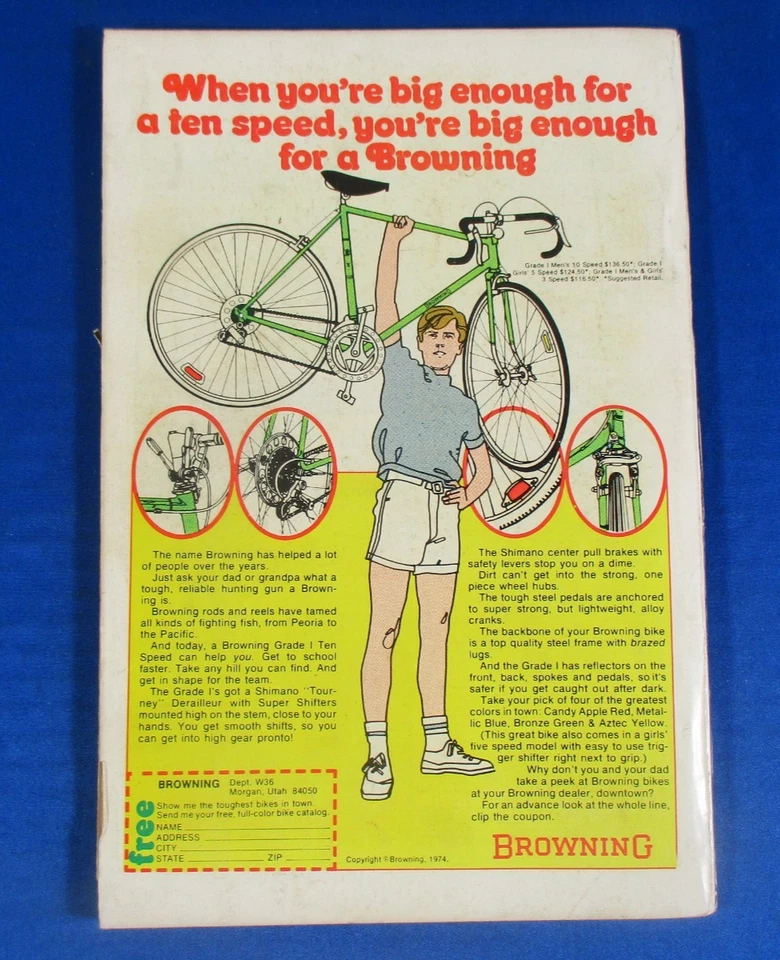 When you're big enough for
a ten speed, you're big enough
for a Browning
Grade I Men's 10 Speed $136.50*; Grade I
Girls' 5 Speed $124.50*; Grade I Men's & Girls'
3 Speed $116.50*. *Suggested Retail.
The name Browning has helped a lot
of people over the years.
Just ask your dad or grandpa what a
tough, reliable hunting gun a Brown-
ing is.
Browning rods and reels have tamed
all kinds of fighting fish, from Peoria to
the Pacific.
And today, a Browning Grade I Ten
Speed can help you. Get to school
faster. Take any hill you can find. And
get in shape for the team.
The Grade I's got a Shimano "Tour-
ney" Derailleur with Super Shifters
mounted high on the stem, close to your
hands. You get smooth shifts, so you
can get into high gear pronto!
The Shimano center pull brakes with
safety levers stop you on a dime.
Dirt can't get into the strong, one
piece wheel hubs.
The tough steel pedals are anchored
to super strong, but lightweight, alloy
cranks.
The backbone of your Browning bike
is a top quality steel frame with brazed
lugs.
And the Grade I has reflectors on the
front, back, spokes and pedals, so it's
safer if you get caught out after dark.
Take your pick of four of the greatest
colors in town: Candy Apple Red, Metal-
lic Blue, Bronze Green & Aztec Yellow.
(This great bike also comes in a girls'
five speed model with easy to use trig-
ger shifter right next to grip.)
Why don't you and your dad
take a peek at Browning bikes
at your Browning dealer, downtown?
For an advance look at the whole line,
clip the coupon.
free
BROWNING Dept. W36
Morgan, Utah 84050
Show me the toughest bikes in town.
Send me your free, full-color bike catalog.
NAME
ADDRESS
CITY
STATE ZIP
Copyright © Browning, 1974.
BROWNING